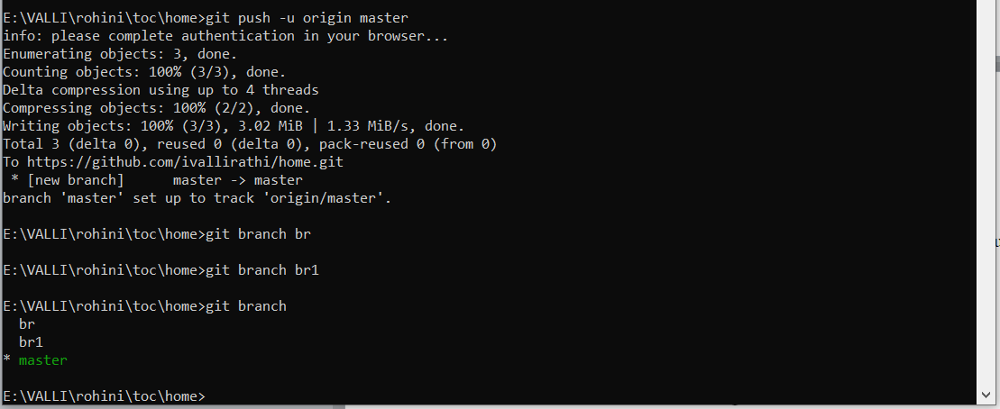 E:\VALLI\rohini\toc\home>git push -u origin master
info: please complete authentication in your browser...
Enumerating objects: 3, done.
Counting objects: 100% (3/3), done.
Delta compression using up to 4 threads
Compressing objects: 100% (2/2), done.
Writing objects: 100% (3/3), 3.02 MiB | 1.33 MiB/s, done.
Total 3 (delta 0), reused 0 (delta 0), pack-reused 0 (from 0)
To https://github.com/ivallirathi/home.git
 * [new branch]      master -> master
branch 'master' set up to track 'origin/master'.
E:\VALLI\rohini\toc\home>git branch br
E:\VALLI\rohini\toc\home>git branch br1
E:\VALLI\rohini\toc\home>git branch
  br
  br1
* master
E:\VALLI\rohini\toc\home>